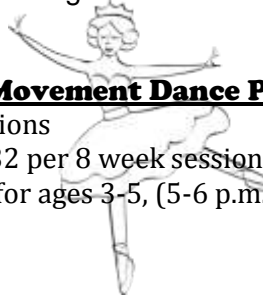 Movement Dance P
ions
32 per 8 week session
for ages 3-5, (5-6 p.m.